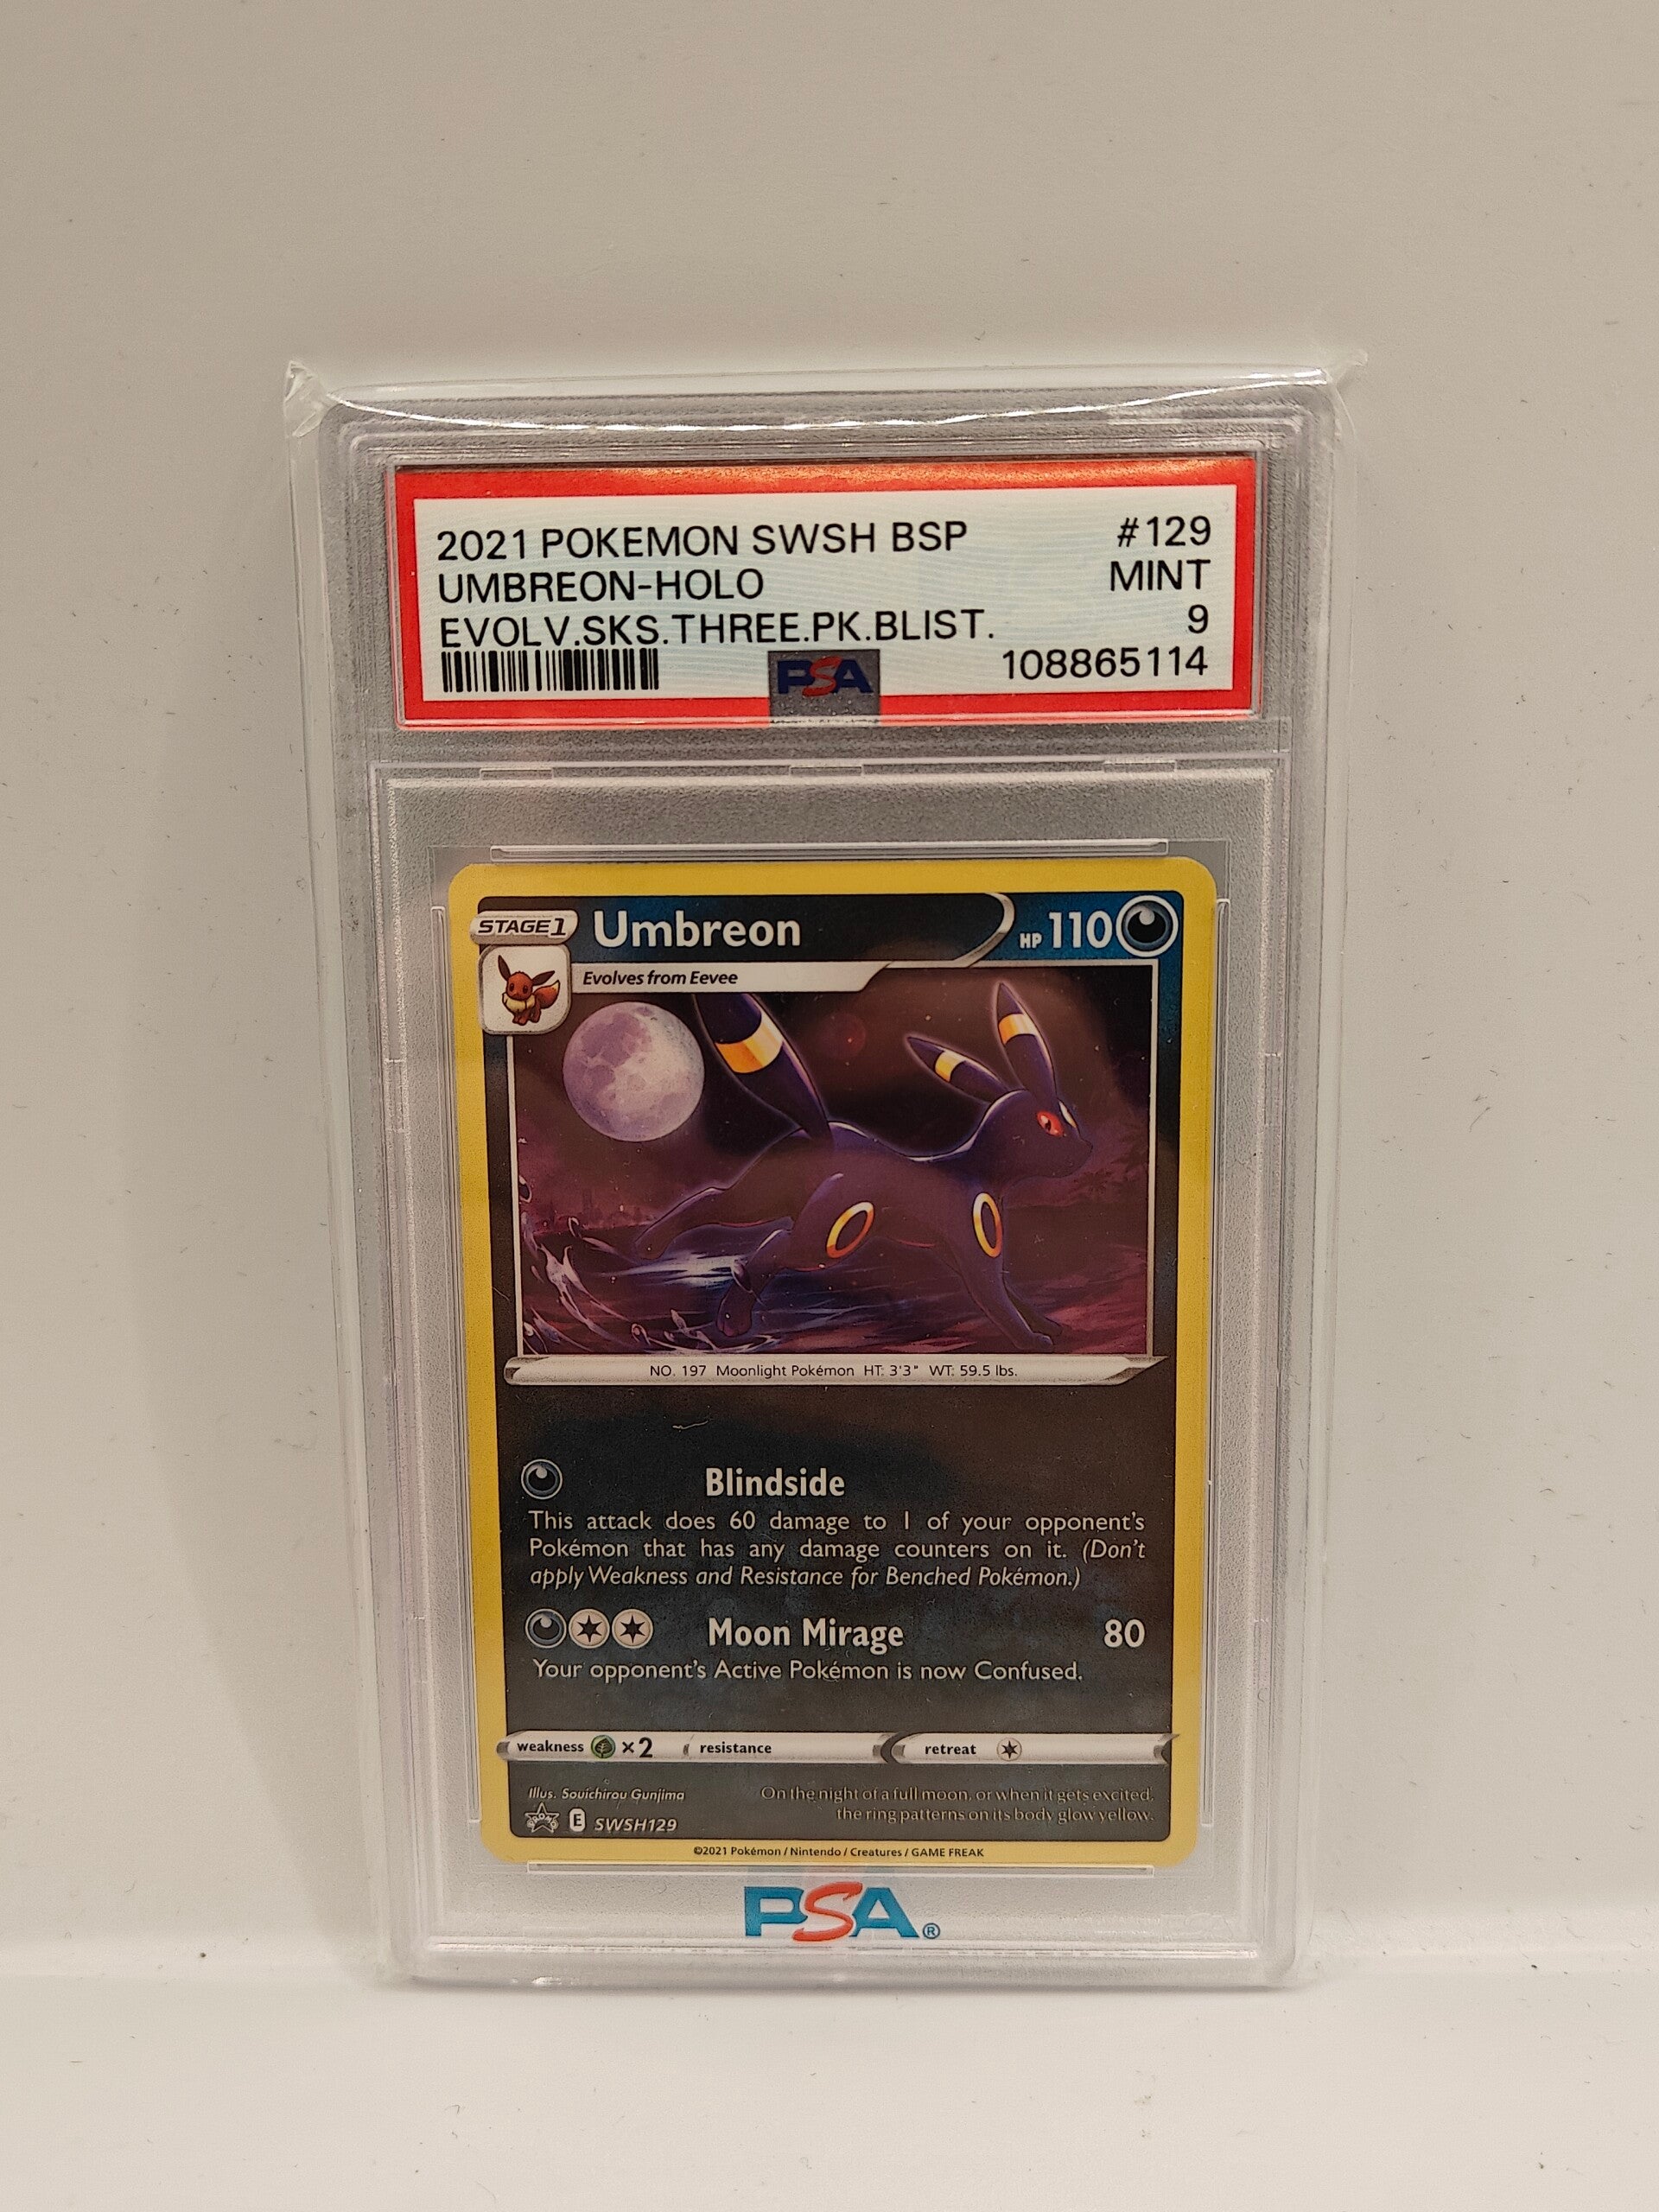 2021 POKEMON SWSH BSP #129
UMBREON-HOLO MINT
EVOLV.SKS.THREE.PK.BLIST. 9
PSA 108865114
STAGE 1 Umbreon HP 110
Evolves from Eevee
NO. 197 Moonlight Pokémon HT: 3'3" WT: 59.5 lbs.
Blindside
This attack does 60 damage to 1 of your opponent's
Pokémon that has any damage counters on it. (Don't
apply Weakness and Resistance for Benched Pokémon.)
Moon Mirage 80
Your opponent's Active Pokémon is now Confused.
weakness ×2 resistance retreat
Illus. Souichirou Gunjima
On the night of a full moon, or when it gets excited,
the ring patterns on its body glow yellow.
E SWSH129
©2021 Pokémon / Nintendo / Creatures / GAME FREAK
PSA®